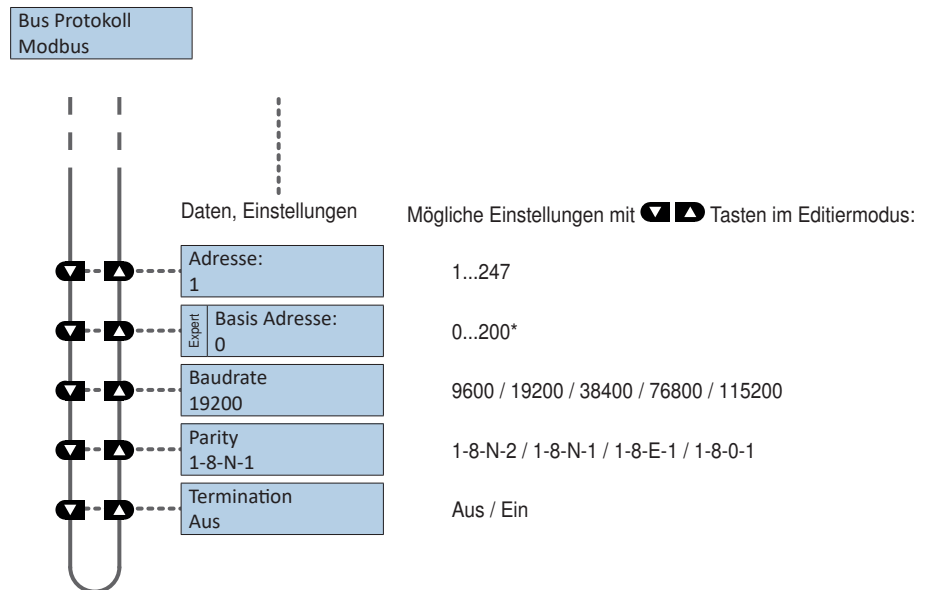 Bus Protokoll
Modbus
Daten, Einstellungen
Mögliche Einstellungen mit Tasten im Editiermodus:
Adresse:
1
1...247
Expert
Basis Adresse:
0
0...200*
Baudrate
19200
9600 / 19200 / 38400 / 76800 / 115200
Parity
1-8-N-1
1-8-N-2 / 1-8-N-1 / 1-8-E-1 / 1-8-0-1
Termination
Aus
Aus / Ein